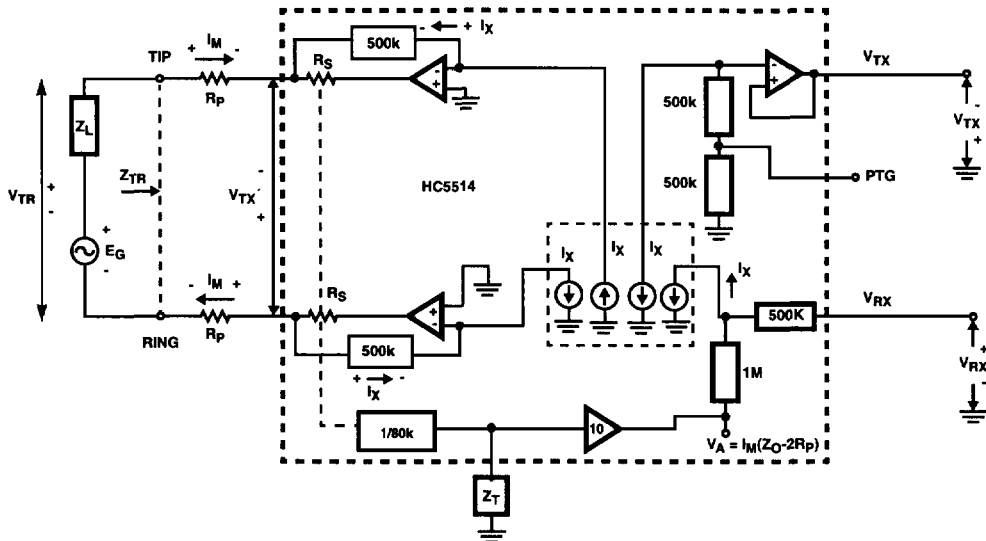 + I_M -
TIP
R_P
R_S
500k
- + I_X
-
+
Z_L
Z_TR
V_TR
+
-
+
E_G
-
-
V_TX'
+
HC5514
- I_M +
R_P
RING
R_S
+
-
500k
+ -
I_X
I_X
I_X
I_X
I_X
-
+
V_TX
500k
500k
PTG
-
V_TX
+
500K
V_RX
+
V_RX
-
1M
1/80k
10
V_A = I_M(Z_O-2R_P)
Z_T